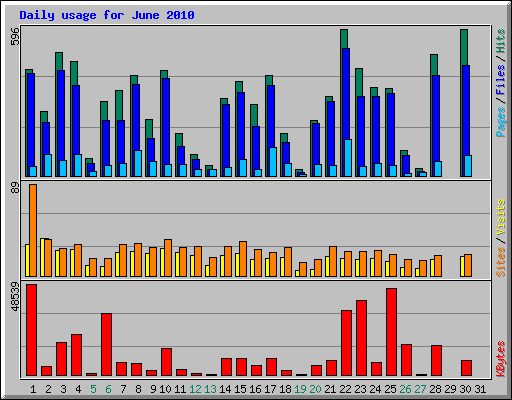 Daily usage for June 2010
596
Pages / Files / Hits
89
Sites / Visits
48539
KBytes
1 2 3 4 5 6 7 8 9 10 11 12 13 14 15 16 17 18 19 20 21 22 23 24 25 26 27 28 29 30 31